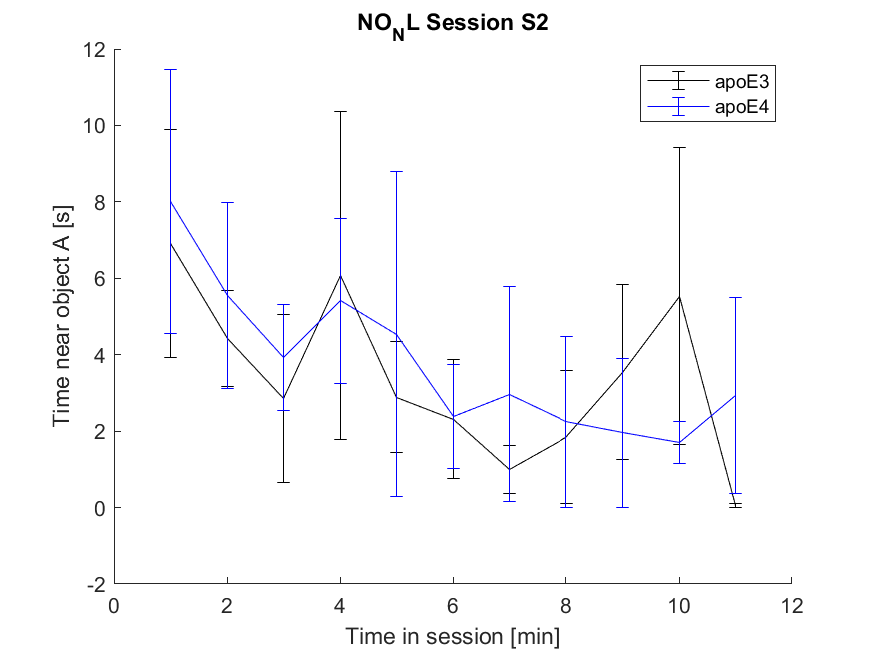 NO_NL Session S2
12
10
8
6
4
2
0
-2
0 2 4 6 8 10 12
Time near object A [s]
Time in session [min]
apoE3
apoE4